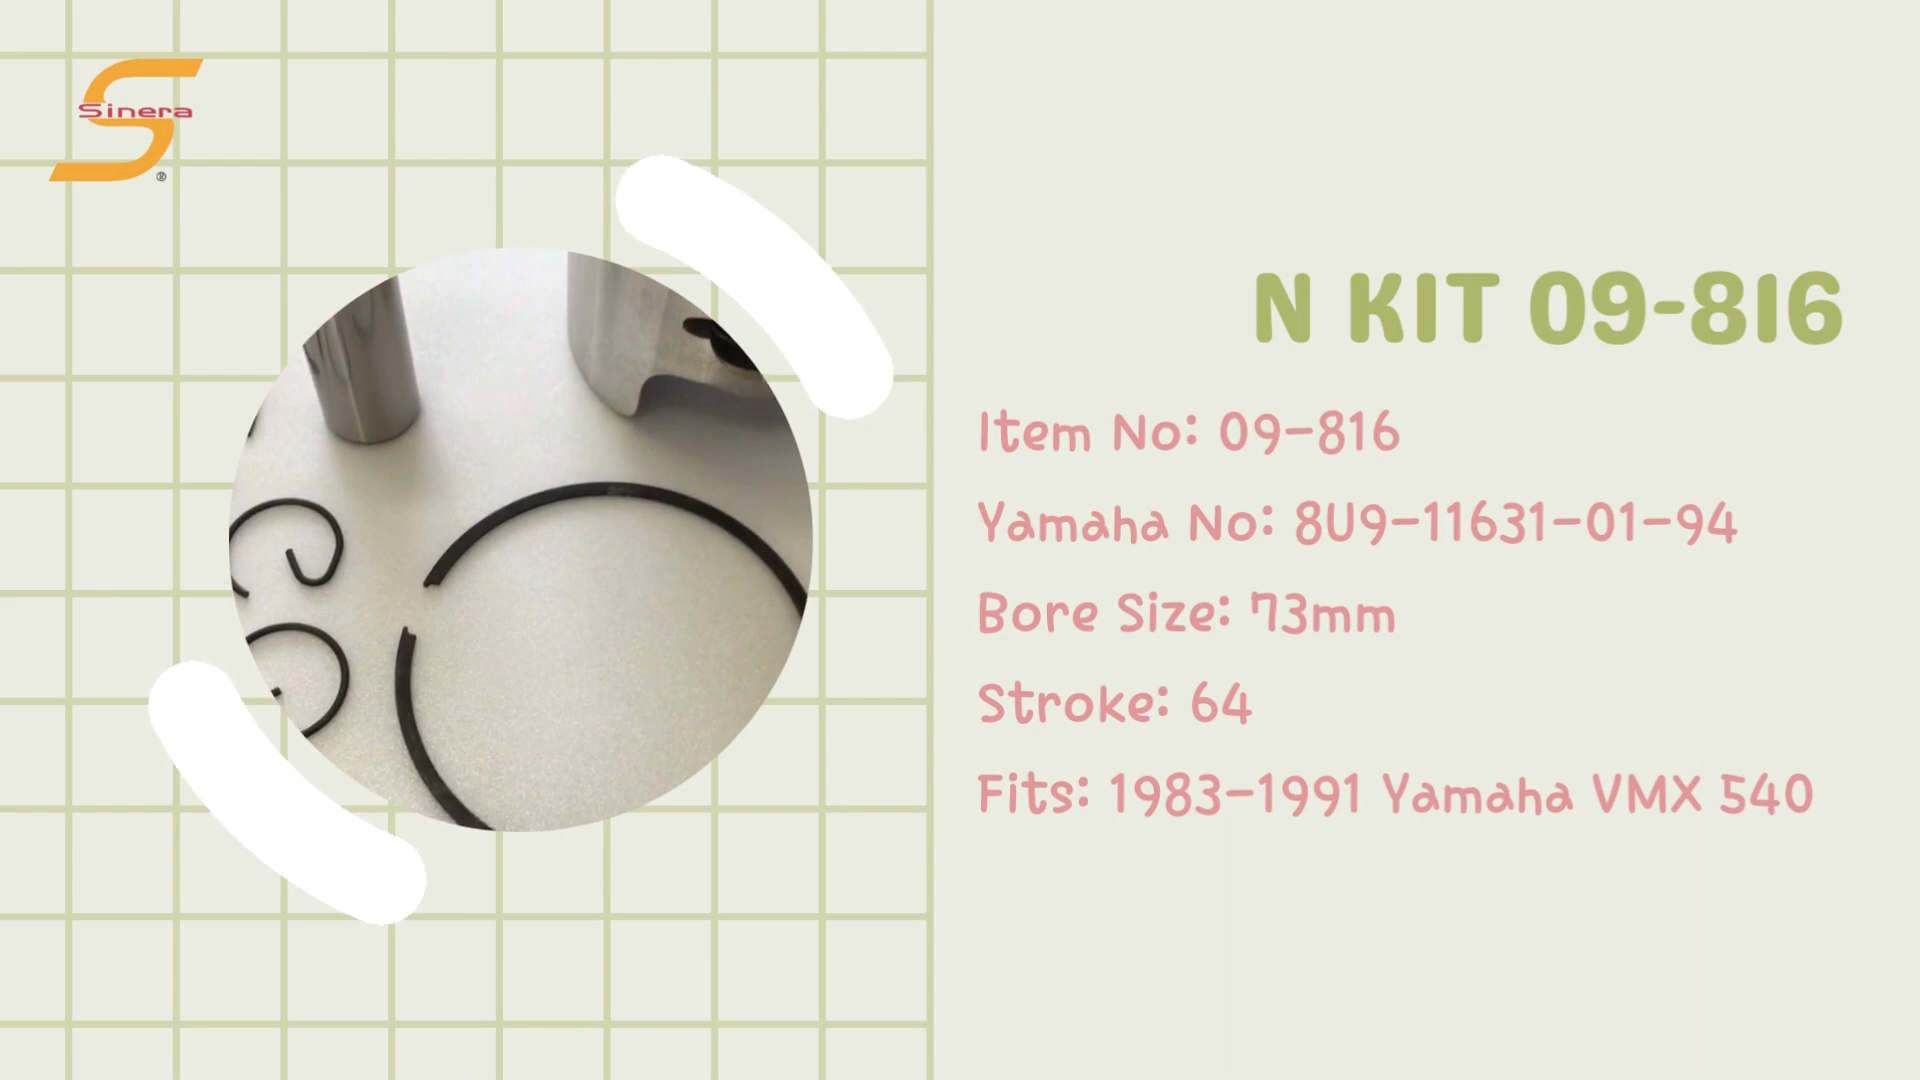 Sinera
®
N KIT 09-816
Item No: 09-816
Yamaha No: 8U9-11631-01-94
Bore Size: 73mm
Stroke: 64
Fits: 1983-1991 Yamaha VMX 540